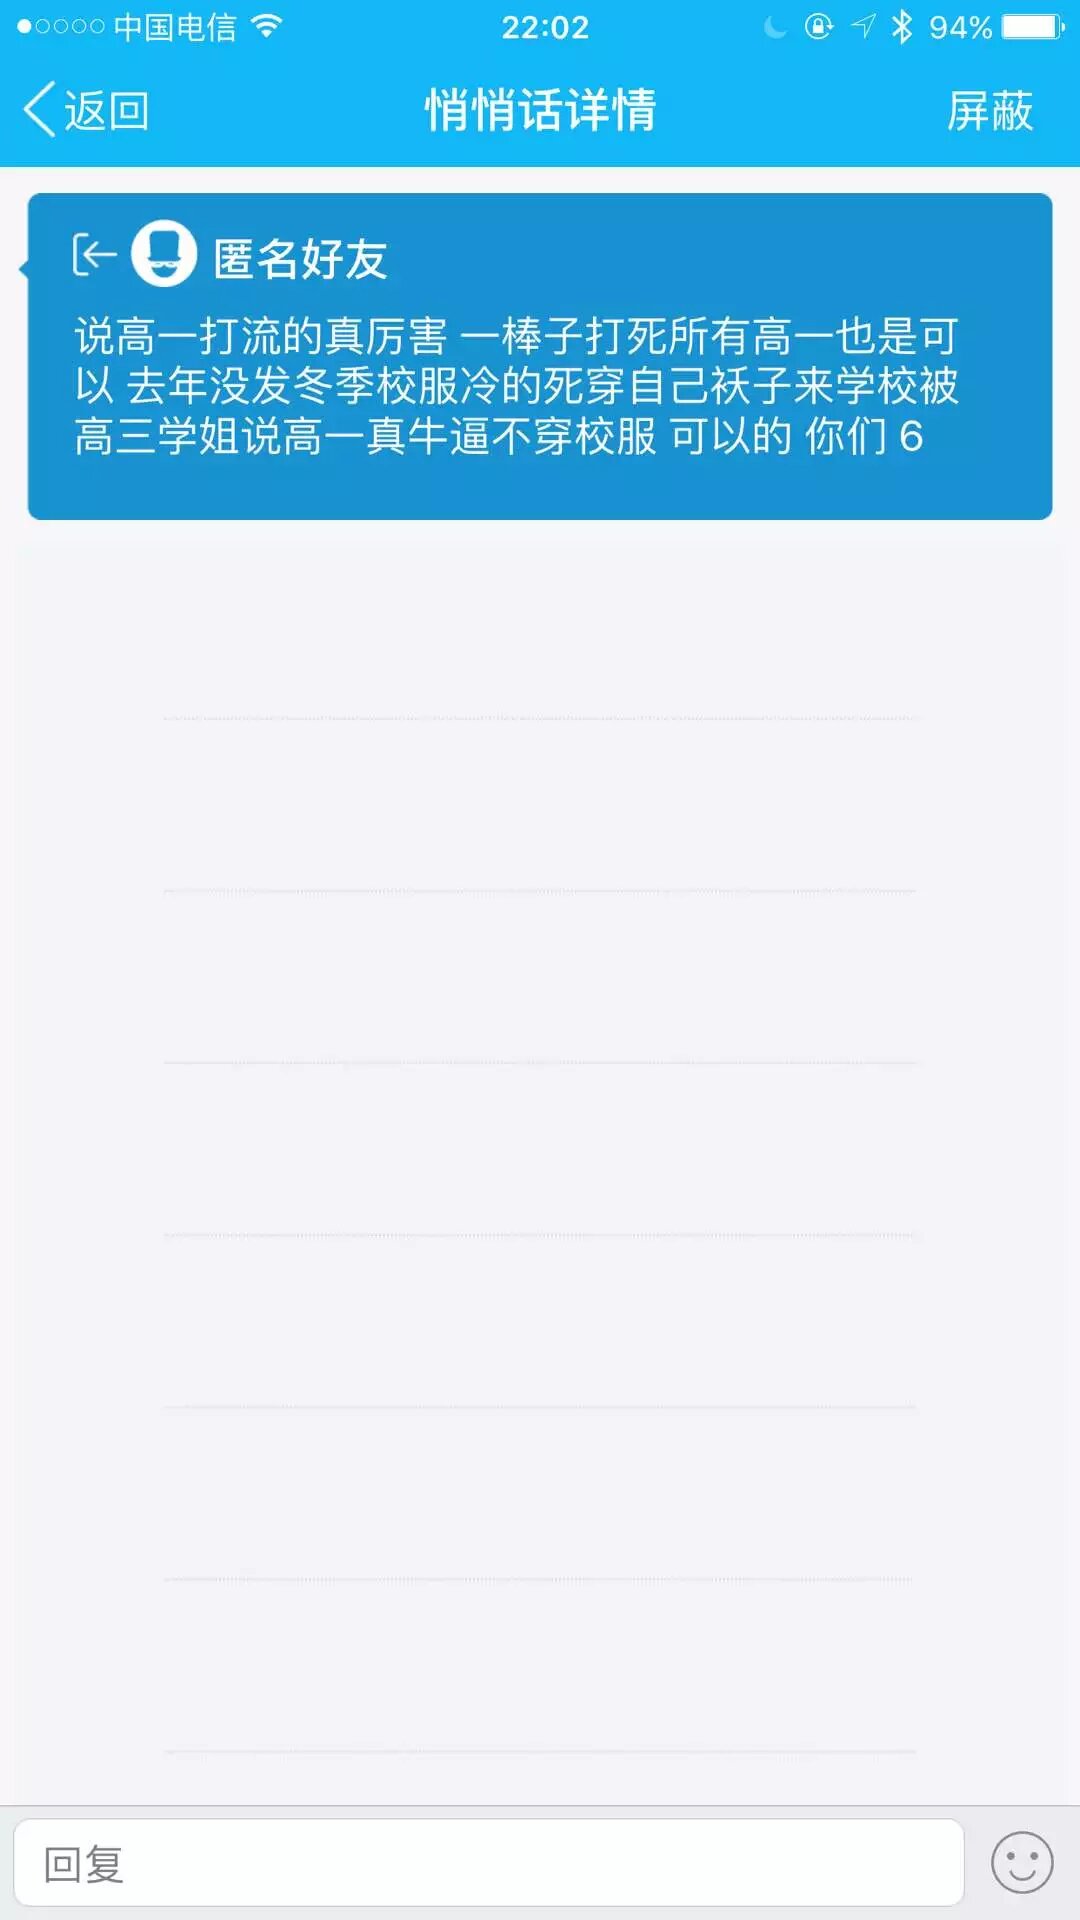 中国电信 22:02 94%
返回 悄悄话详情 屏蔽
匿名好友
说高一打流的真厉害 一棒子打死所有高一也是可
以 去年没发冬季校服冷的死穿自己袄子来学校被
高三学姐说高一真牛逼不穿校服 可以的 你们 6
回复